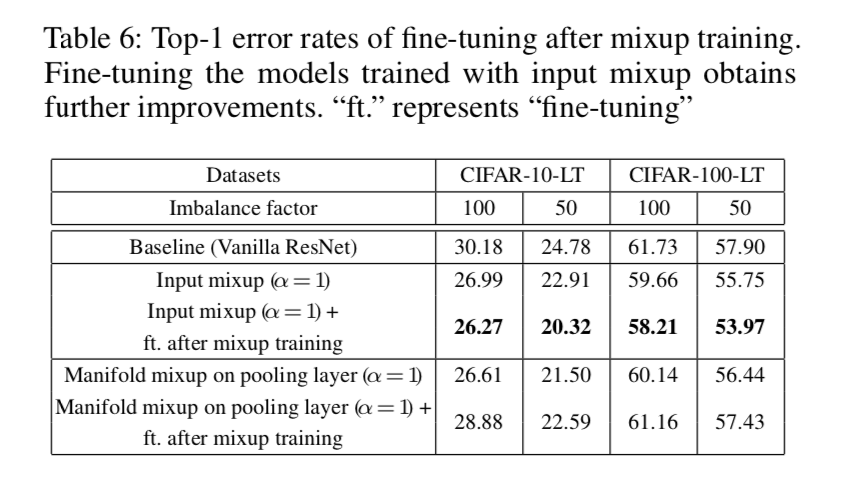 Table 6: Top-1 error rates of fine-tuning after mixup training.
Fine-tuning the models trained with input mixup obtains
further improvements. “ft.” represents “fine-tuning”
Datasets CIFAR-10-LT CIFAR-100-LT
Imbalance factor 100 50 100 50
Baseline (Vanilla ResNet) 30.18 24.78 61.73 57.90
Input mixup (α = 1) 26.99 22.91 59.66 55.75
Input mixup (α = 1) +
ft. after mixup training 26.27 20.32 58.21 53.97
Manifold mixup on pooling layer (α = 1) 26.61 21.50 60.14 56.44
Manifold mixup on pooling layer (α = 1) +
ft. after mixup training 28.88 22.59 61.16 57.43